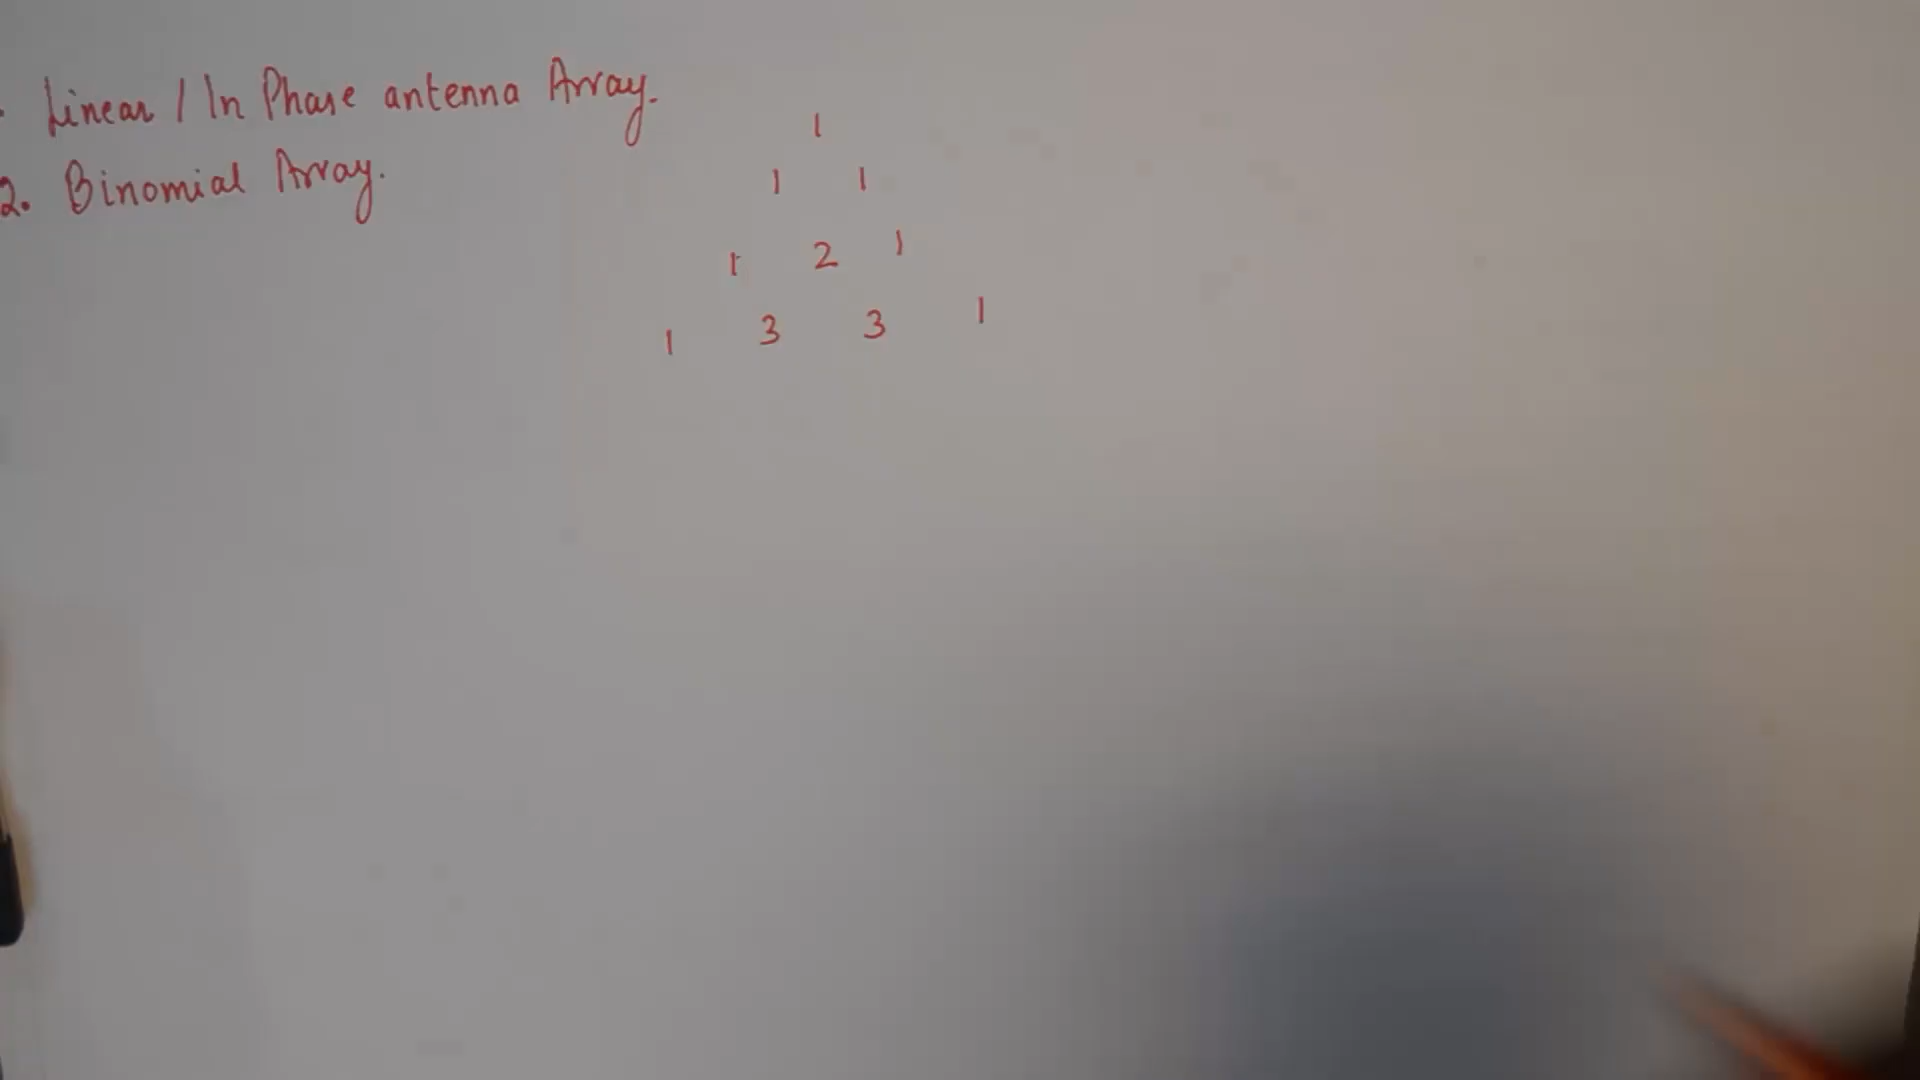 Linear / In Phase antenna Array.
2. Binomial Array.
1
1 1
1 2 1
1 3 3 1